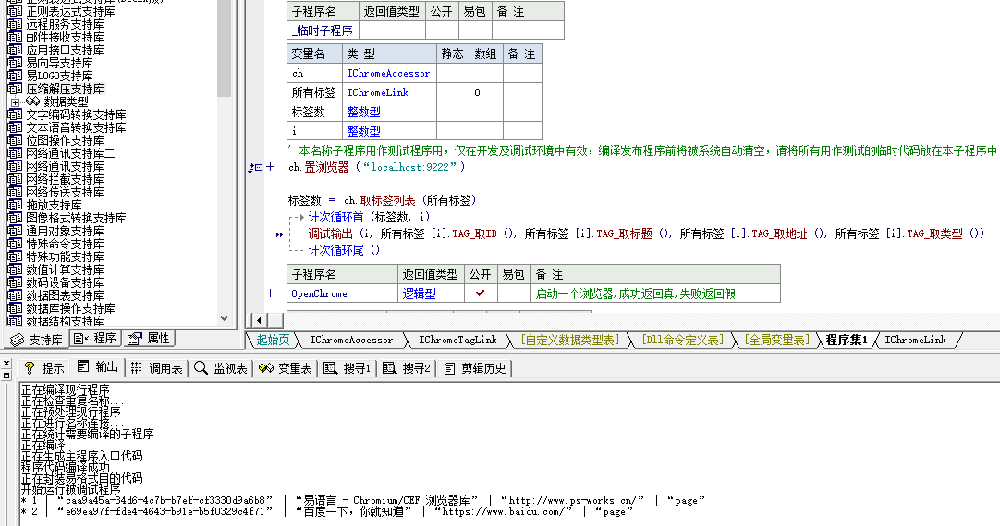 正则表达式支持库
远程服务支持库
邮件接收支持库
应用接口支持库
易向导支持库
易LOGO支持库
压缩解压支持库
数据类型
文字编码转换支持库
文本语音转换支持库
位图操作支持库
网络通讯支持库二
网络通讯支持库
网络拦截支持库
网络传送支持库
拖放支持库
图像格式转换支持库
通用对象支持库
特殊命令支持库
特殊功能支持库
数值计算支持库
数码设备支持库
数据图表支持库
数据库操作支持库
数据结构支持库
支持库 程序 属性
子程序名 返回值类型 公开 易包 备 注
_临时子程序
变量名 类 型 静态 数组 备 注
ch IChromeAccessor
所有标签 IChromeLink 0
标签数 整数型
i 整数型
' 本名称子程序用作测试程序用，仅在开发及调试环境中有效，编译发布程序前将被系统自动清空，请将所有用作测试的临时代码放在本子程序中
ch.置浏览器 (“localhost:9222”)
标签数 = ch.取标签列表 (所有标签)
计次循环首 (标签数, i)
调试输出 (i, 所有标签 [i].TAG_取ID (), 所有标签 [i].TAG_取标题 (), 所有标签 [i].TAG_取地址 (), 所有标签 [i].TAG_取类型 ())
计次循环尾 ()
子程序名 返回值类型 公开 易包 备 注
OpenChrome 逻辑型 ✔ 启动一个浏览器,成功返回真,失败返回假
起始页 IChromeAccessor IChromeTagLink [自定义数据类型表] [Dll命令定义表] [全局变量表] 程序集1 IChromeLink
提示 输出 调用表 监视表 变量表 搜寻1 搜寻2 剪辑历史
正在编译现行程序
正在检查重复名称...
正在预处理现行程序
正在进行名称连接...
正在统计需要编译的子程序
正在编译...
正在生成主程序入口代码
程序代码编译成功
正在封装易格式目的代码
开始运行被调试程序
* 1 | “caa9a45a-34d6-4c7b-b7ef-cf3330d9a6b8” | “易语言 - Chromium/CEF 浏览器库” | “http://www.ps-works.cn/” | “page”
* 2 | “e69ea97f-fde4-4643-b91e-b5f0329c4f71” | “百度一下，你就知道” | “https://www.baidu.com/” | “page”